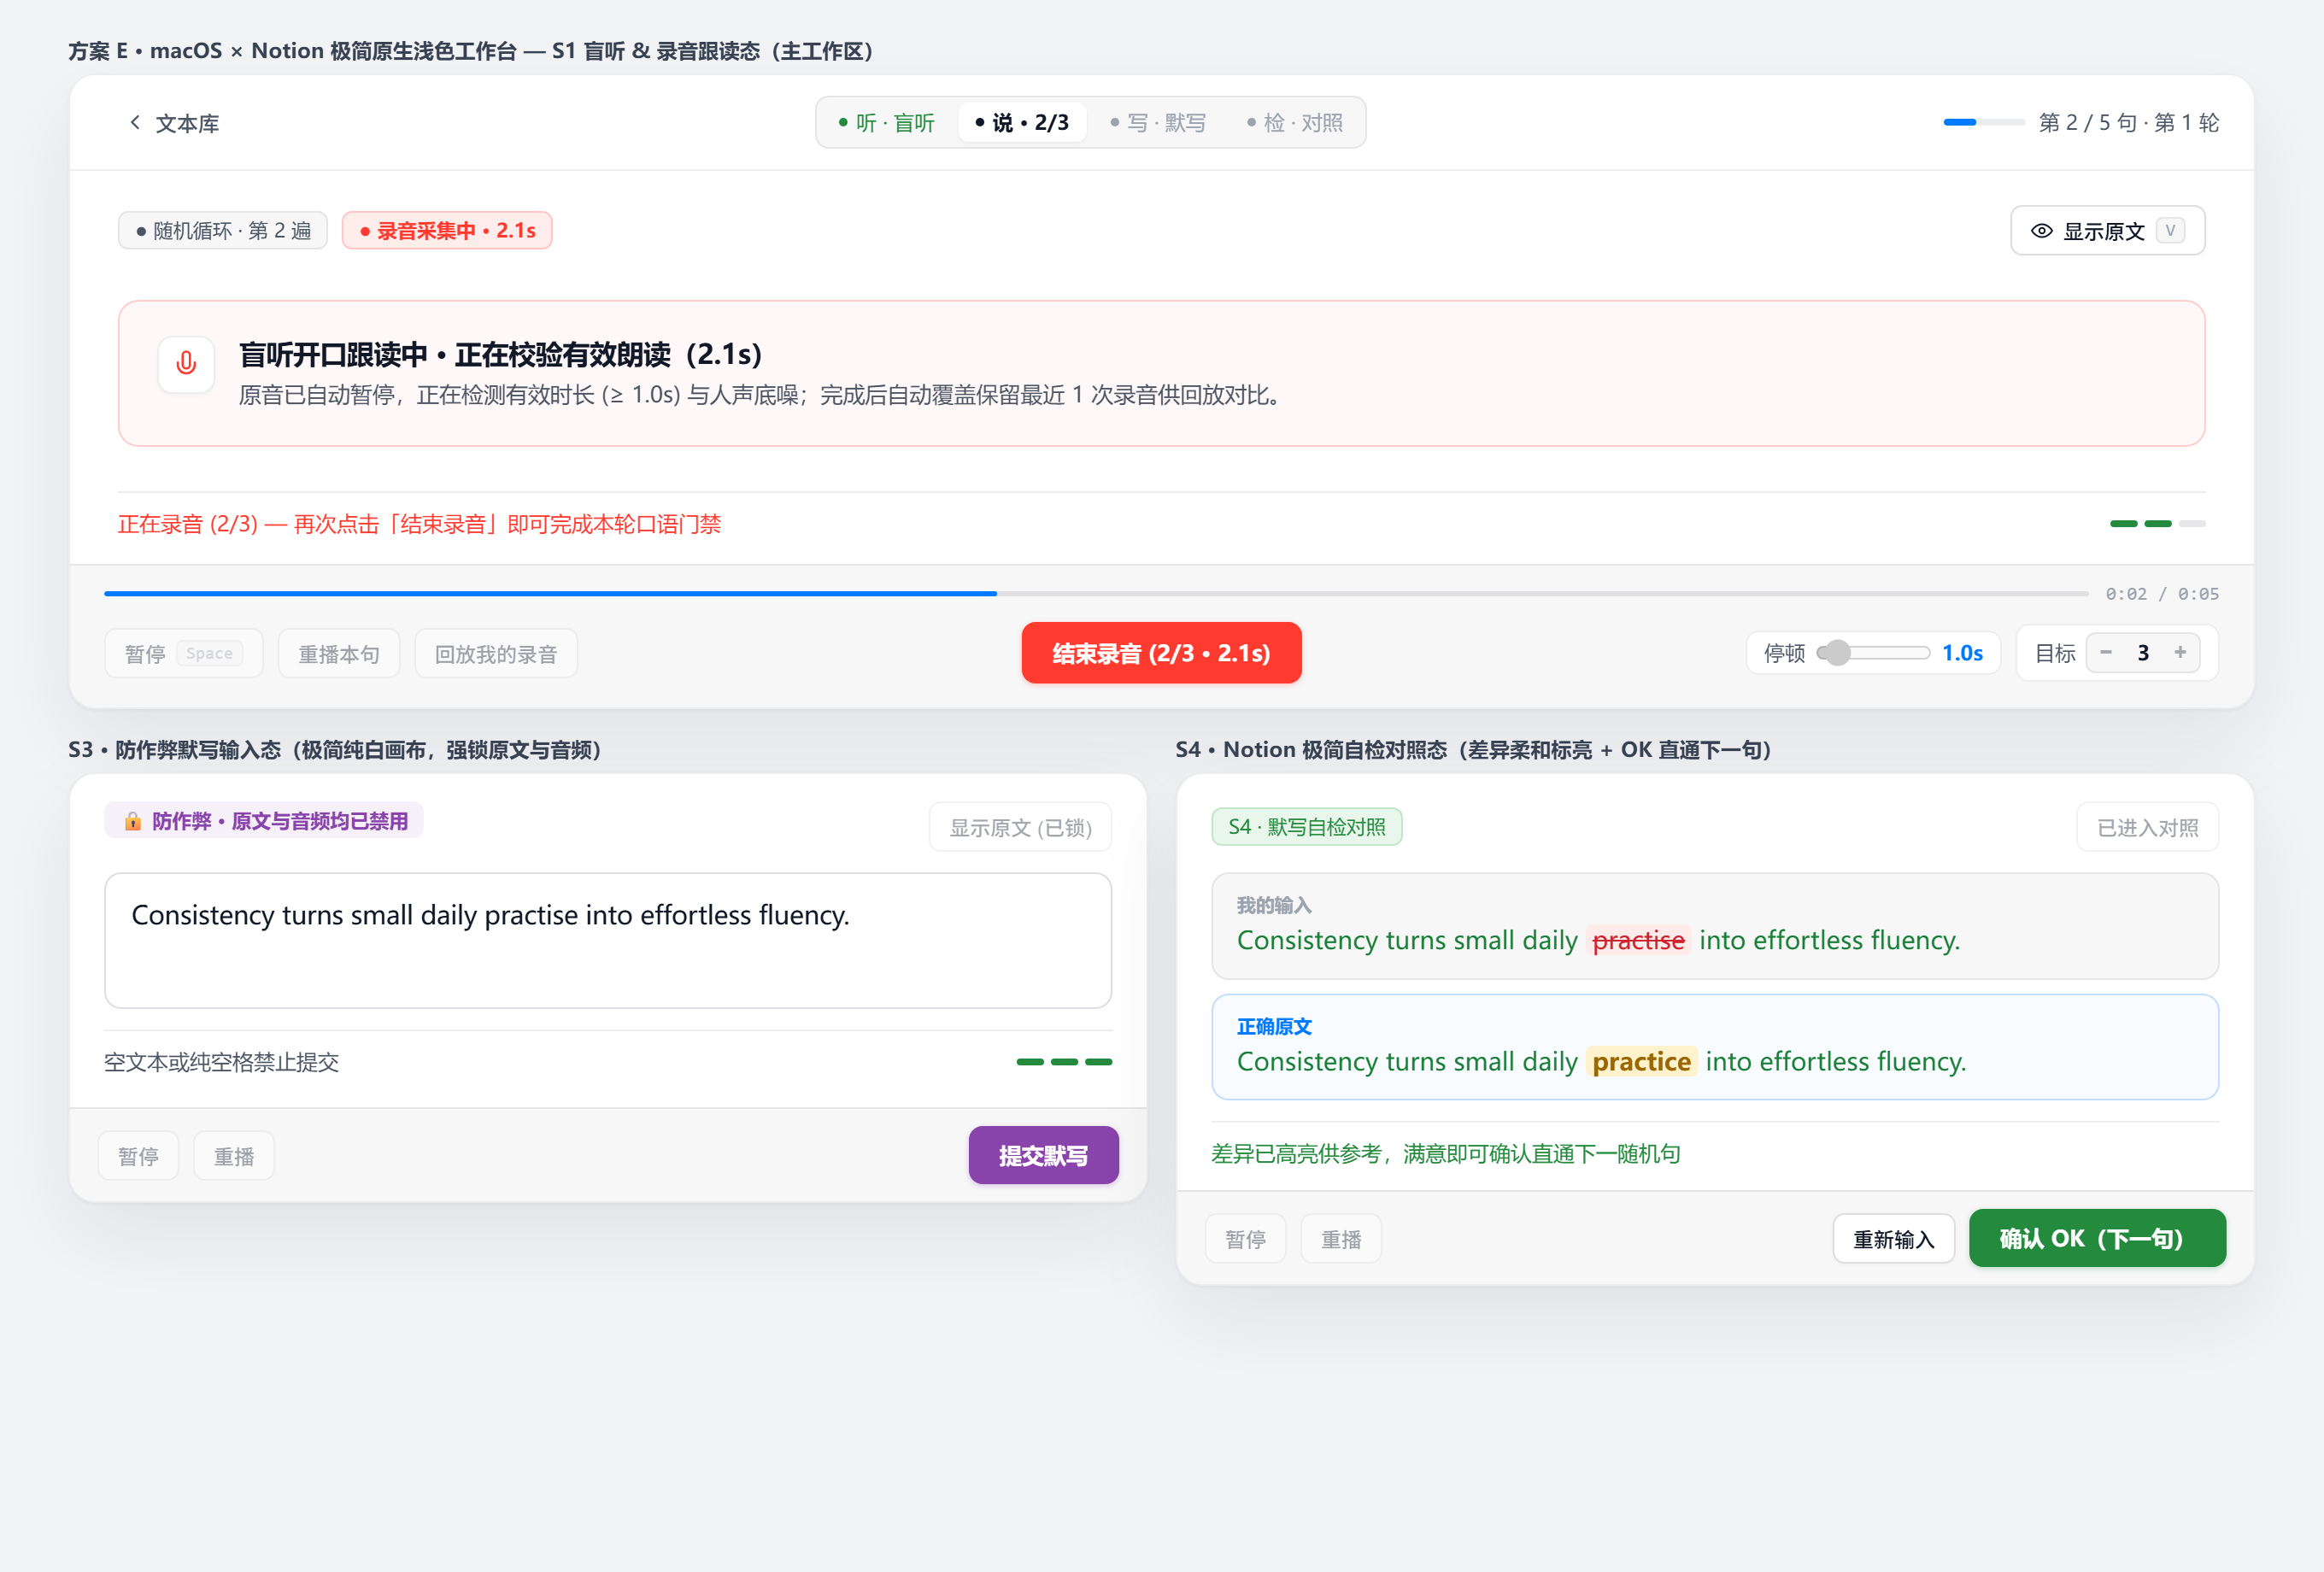 方案 E • macOS × Notion 极简原生浅色工作台 — S1 盲听 & 录音跟读态（主工作区）
文本库
听 · 盲听
说 • 2/3
写 · 默写
检 · 对照
第 2 / 5 句 · 第 1 轮
随机循环 · 第 2 遍
录音采集中 • 2.1s
显示原文 V
盲听开口跟读中 • 正在校验有效朗读（2.1s）
原音已自动暂停，正在检测有效时长 (≥ 1.0s) 与人声底噪；完成后自动覆盖保留最近 1 次录音供回放对比。
正在录音 (2/3) — 再次点击「结束录音」即可完成本轮口语门禁
0:02 / 0:05
暂停 Space
重播本句
回放我的录音
结束录音 (2/3 • 2.1s)
停顿 1.0s
目标 − 3 +
S3 • 防作弊默写输入态（极简纯白画布，强锁原文与音频）
🔒 防作弊 • 原文与音频均已禁用
显示原文 (已锁)
Consistency turns small daily practise into effortless fluency.
空文本或纯空格禁止提交
暂停
重播
提交默写
S4 • Notion 极简自检对照态（差异柔和标亮 + OK 直通下一句）
S4 · 默写自检对照
已进入对照
我的输入
Consistency turns small daily practise into effortless fluency.
正确原文
Consistency turns small daily practice into effortless fluency.
差异已高亮供参考，满意即可确认直通下一随机句
暂停
重播
重新输入
确认 OK（下一句）